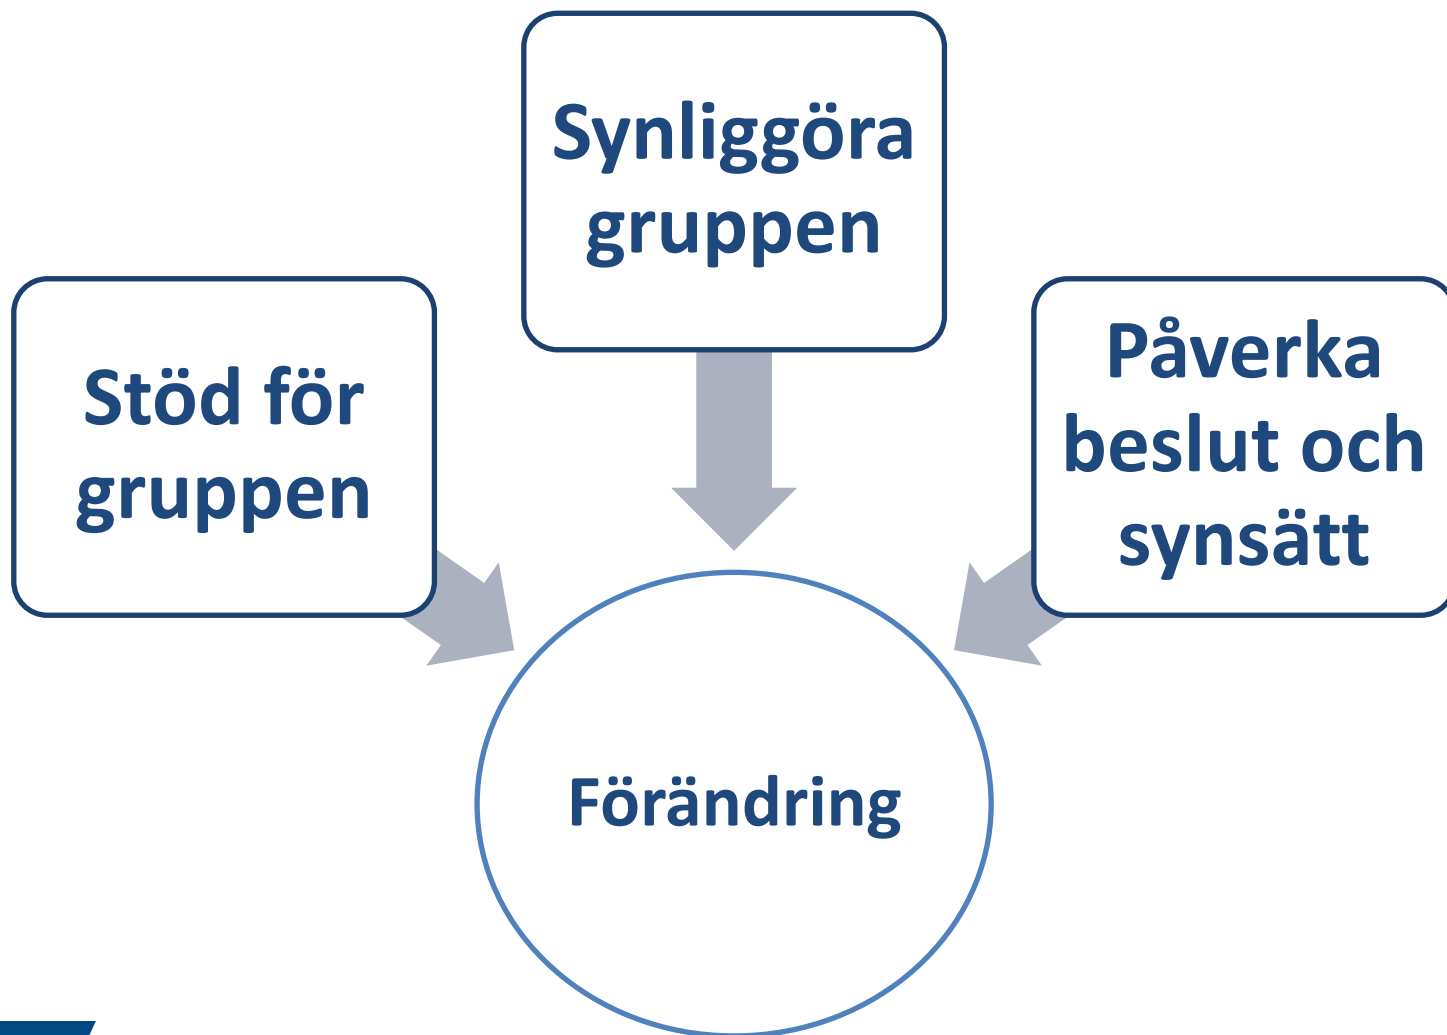 Synliggöra
gruppen
Stöd för
gruppen
Påverka
beslut och
synsätt
Förändring